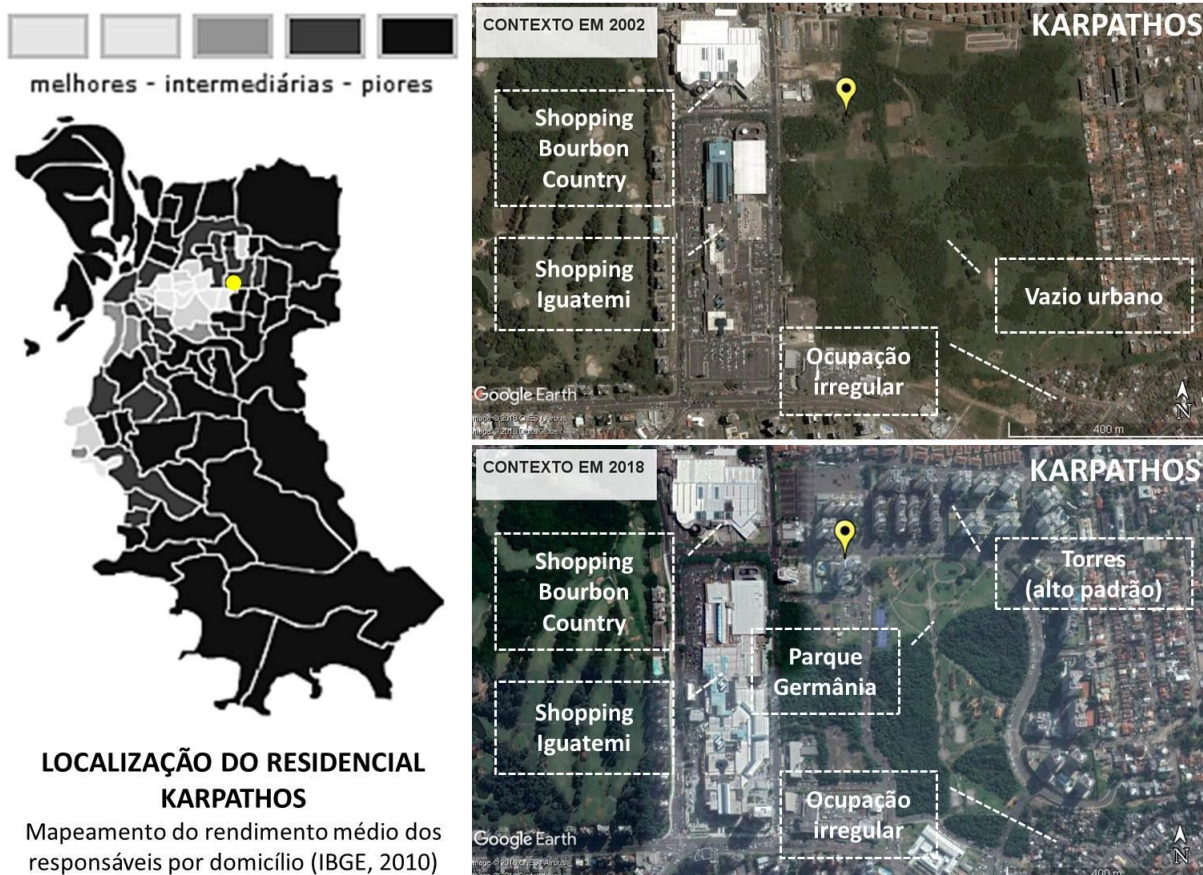 melhores - intermediárias - piores
LOCALIZAÇÃO DO RESIDENCIAL
KARPATHOS
Mapeamento do rendimento médio dos
responsáveis por domicílio (IBGE, 2010)
CONTEXTO EM 2002
KARPATHOS
Shopping
Bourbon
Country
Shopping
Iguatemi
Vazio urbano
Ocupação
irregular
Google Earth
400 m
N
CONTEXTO EM 2018
KARPATHOS
Shopping
Bourbon
Country
Torres
(alto padrão)
Parque
Germânia
Shopping
Iguatemi
Ocupação
irregular
Google Earth
400 m
N